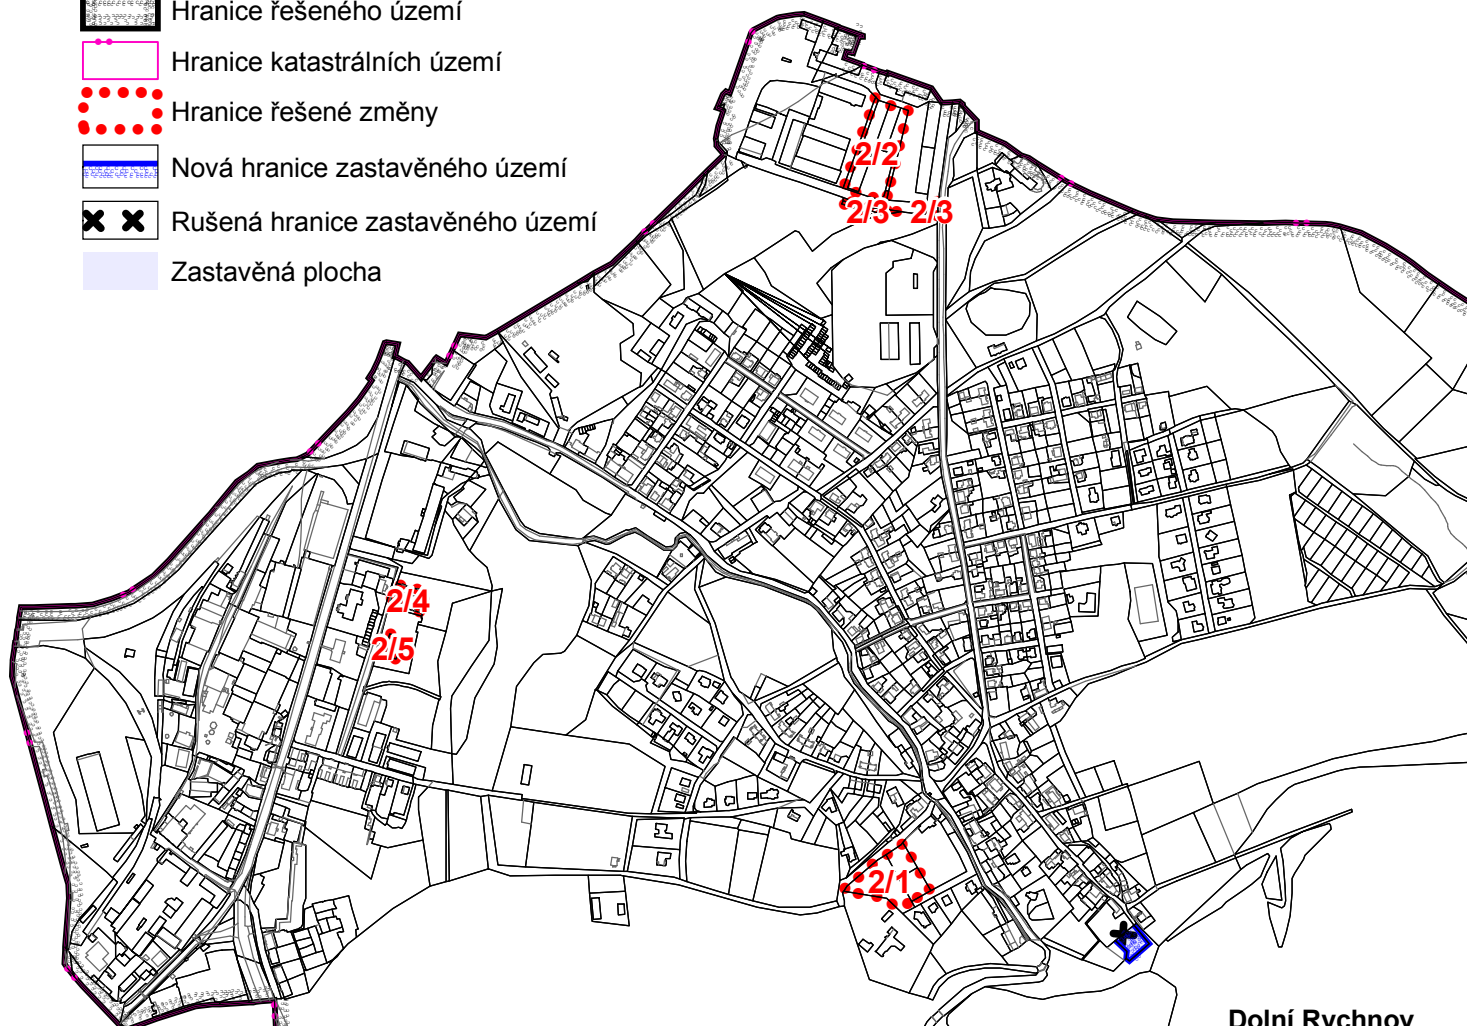 Hranice řešeného území
Hranice katastrálních území
Hranice řešené změny
Nová hranice zastavěného území
Rušená hranice zastavěného území
Zastavěná plocha
2/2
2/3 2/3
2/4
2/5
2/1
Dolní Rychnov